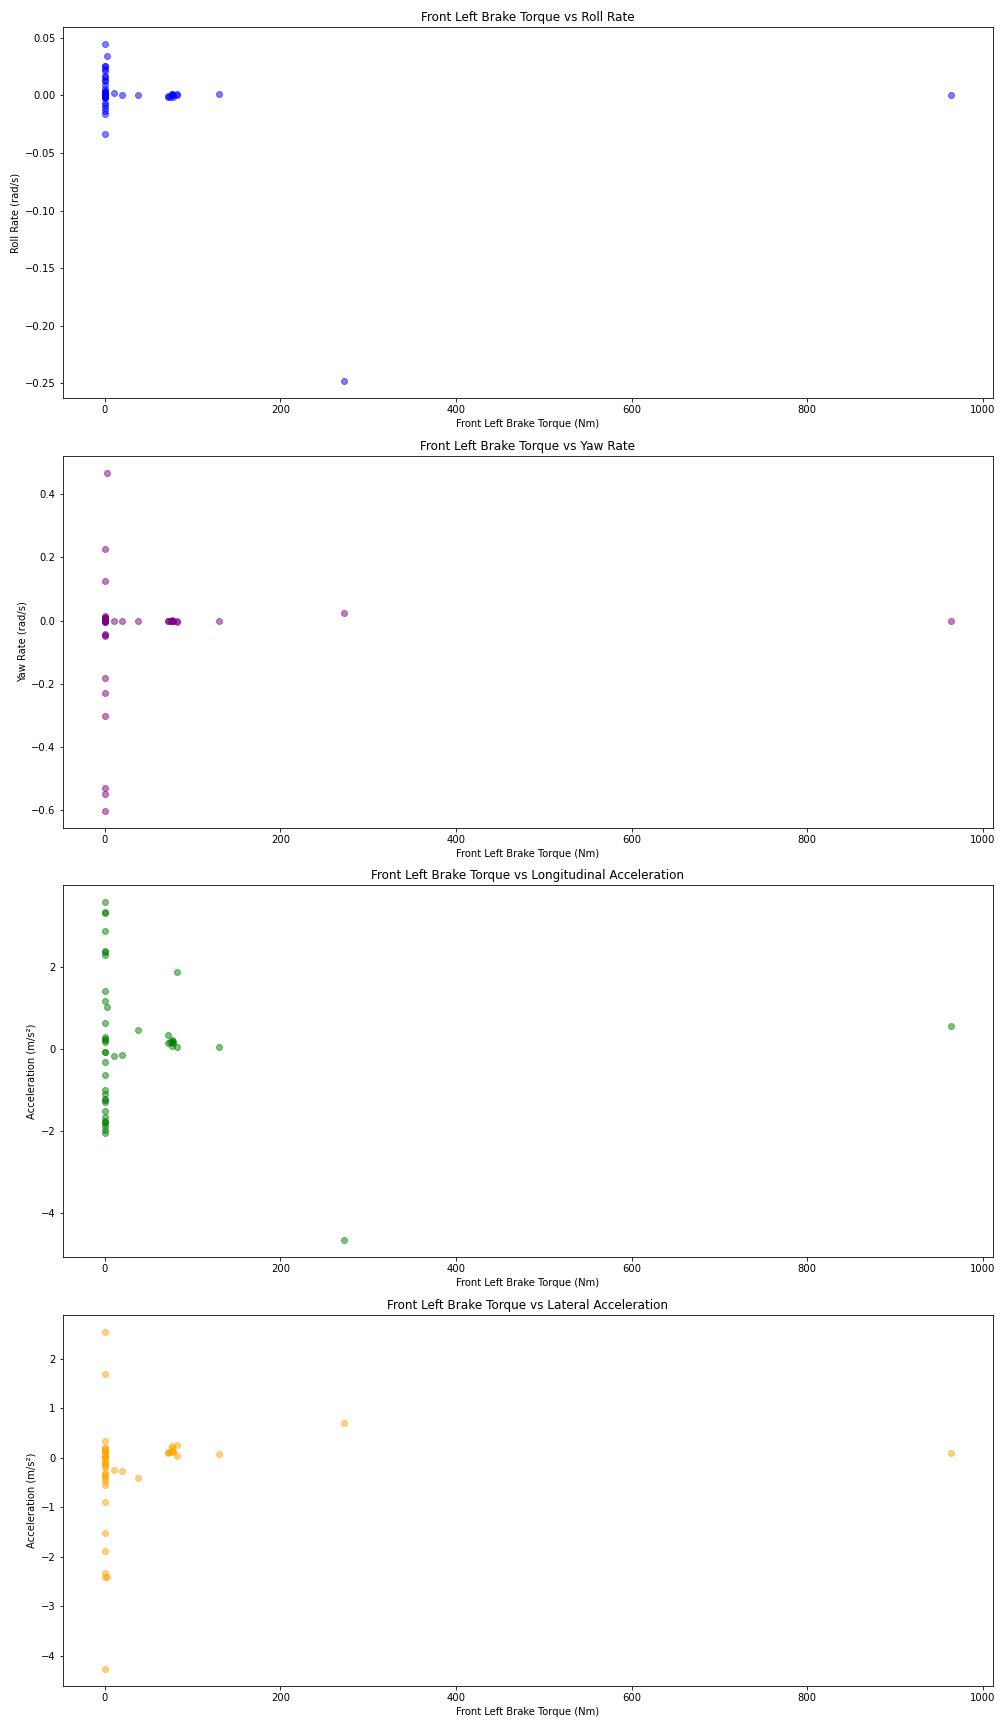 Front Left Brake Torque vs Roll Rate
0.05
0.00
−0.05
−0.10
−0.15
−0.20
−0.25
Roll Rate (rad/s)
0 200 400 600 800 1000
Front Left Brake Torque (Nm)
Front Left Brake Torque vs Yaw Rate
0.4
0.2
0.0
−0.2
−0.4
−0.6
Yaw Rate (rad/s)
0 200 400 600 800 1000
Front Left Brake Torque (Nm)
Front Left Brake Torque vs Longitudinal Acceleration
2
0
−2
−4
Acceleration (m/s²)
0 200 400 600 800 1000
Front Left Brake Torque (Nm)
Front Left Brake Torque vs Lateral Acceleration
2
1
0
−1
−2
−3
−4
Acceleration (m/s²)
0 200 400 600 800 1000
Front Left Brake Torque (Nm)